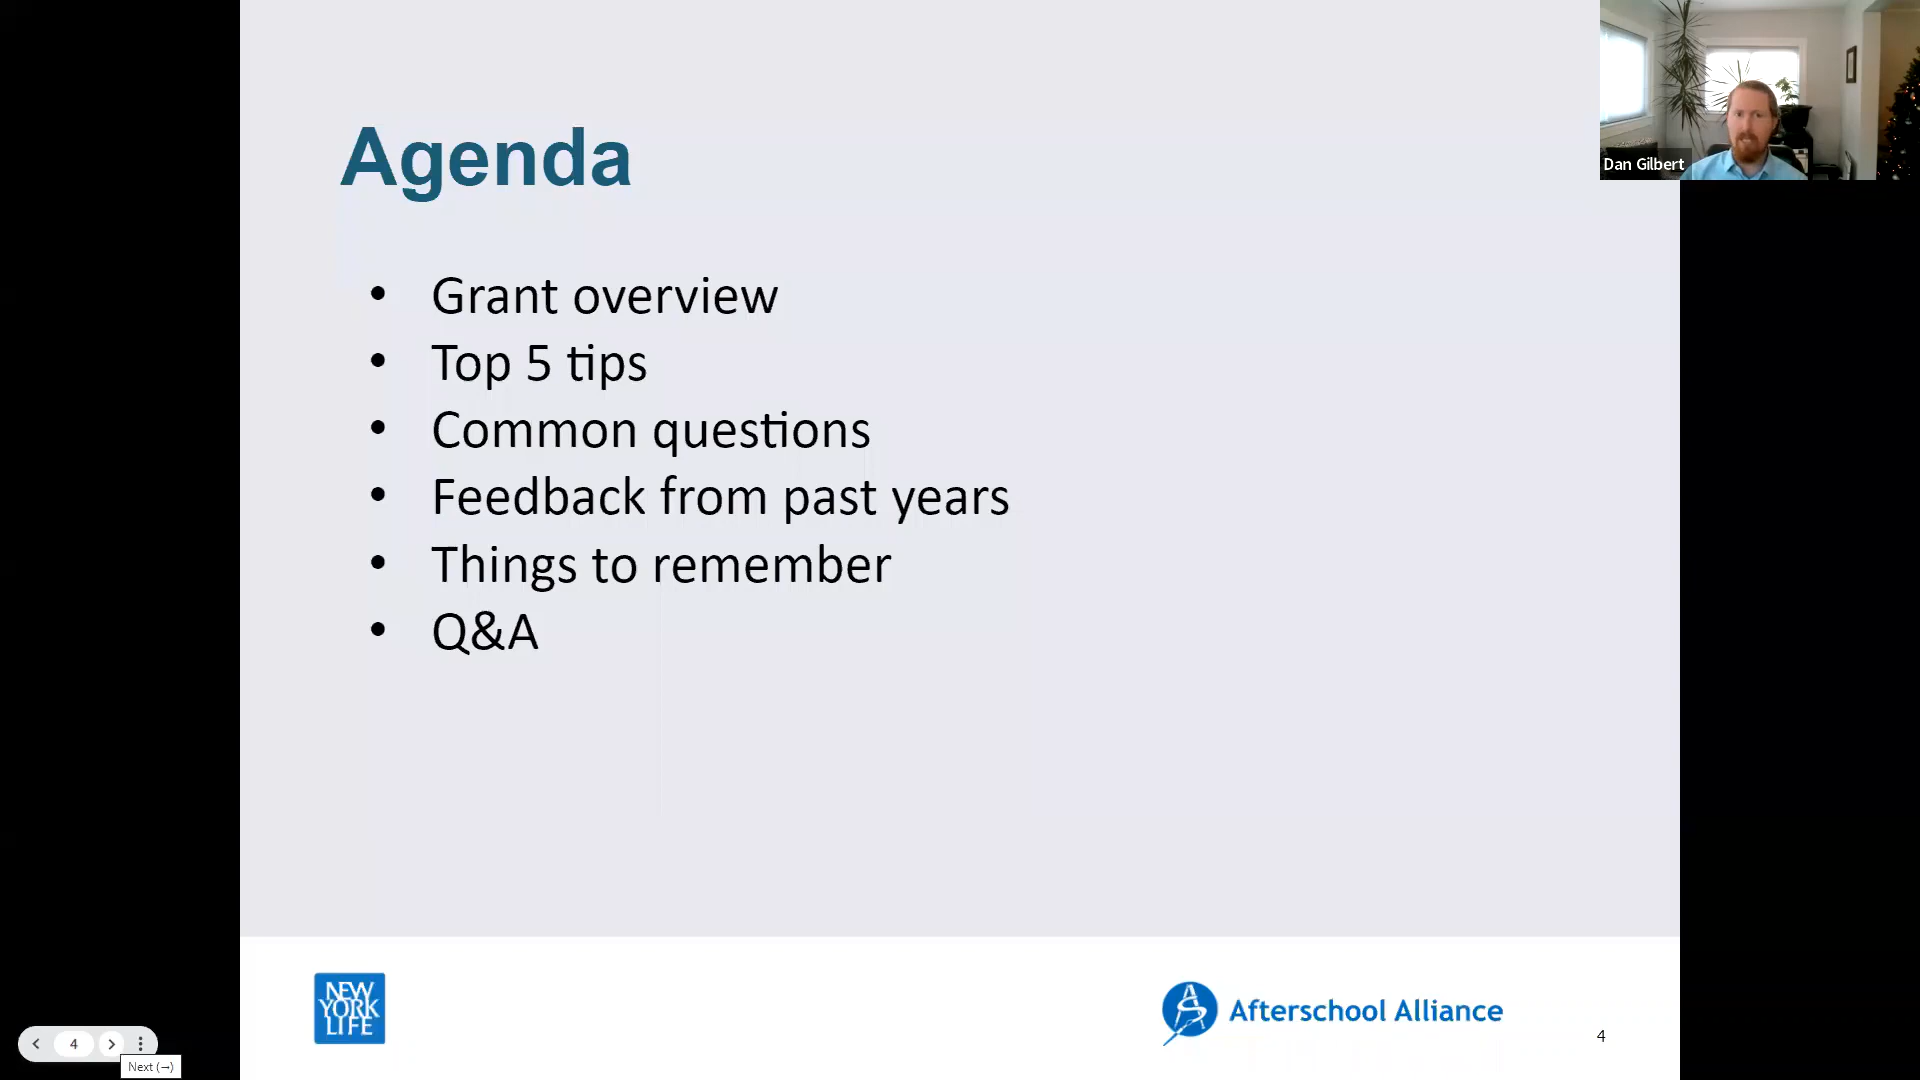 Agenda
• Grant overview
• Top 5 tips
• Common questions
• Feedback from past years
• Things to remember
• Q&A
Dan Gilbert
NEW
YORK
LIFE
Afterschool Alliance
4
4
Next (→)